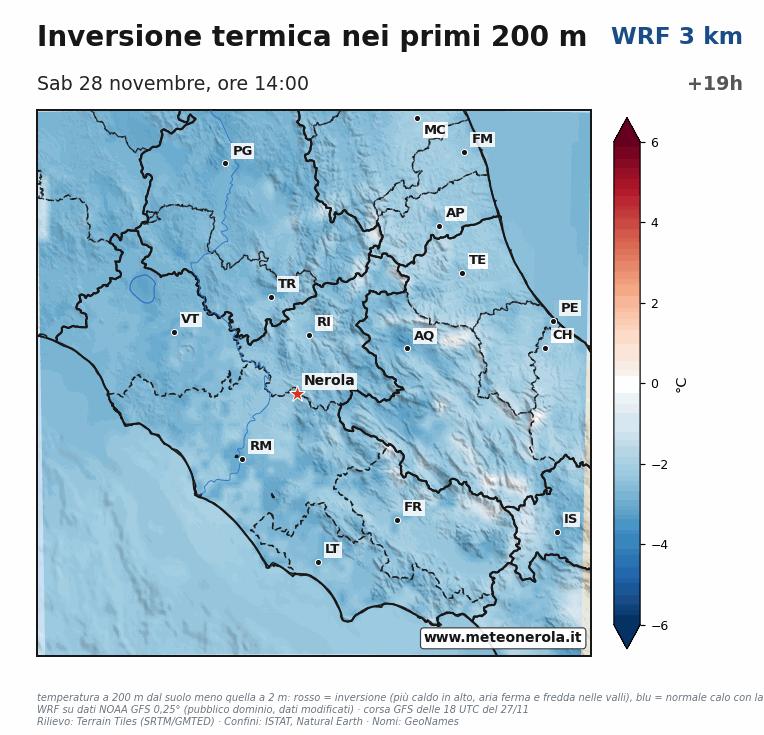 Inversione termica nei primi 200 m WRF 3 km
Sab 28 novembre, ore 14:00 +19h
MC
FM
PG
AP
TE
TR
PE
VT
RI
AQ
CH
Nerola
RM
FR
IS
LT
www.meteonerola.it
6
4
2
0
−2
−4
−6
°C
temperatura a 200 m dal suolo meno quella a 2 m: rosso = inversione (più caldo in alto, aria ferma e fredda nelle valli), blu = normale calo con la
WRF su dati NOAA GFS 0,25° (pubblico dominio, dati modificati) · corsa GFS delle 18 UTC del 27/11
Rilievo: Terrain Tiles (SRTM/GMTED) · Confini: ISTAT, Natural Earth · Nomi: GeoNames